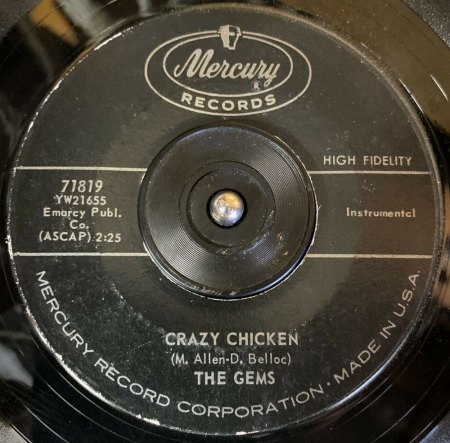 Mercury
®
RECORDS
HIGH FIDELITY
71819
YW21655
Emarcy Publ.
Co.
(ASCAP) 2:25
Instrumental
CRAZY CHICKEN
(M. Allen-D. Belloc)
THE GEMS
MERCURY RECORD CORPORATION · MADE IN U.S.A.